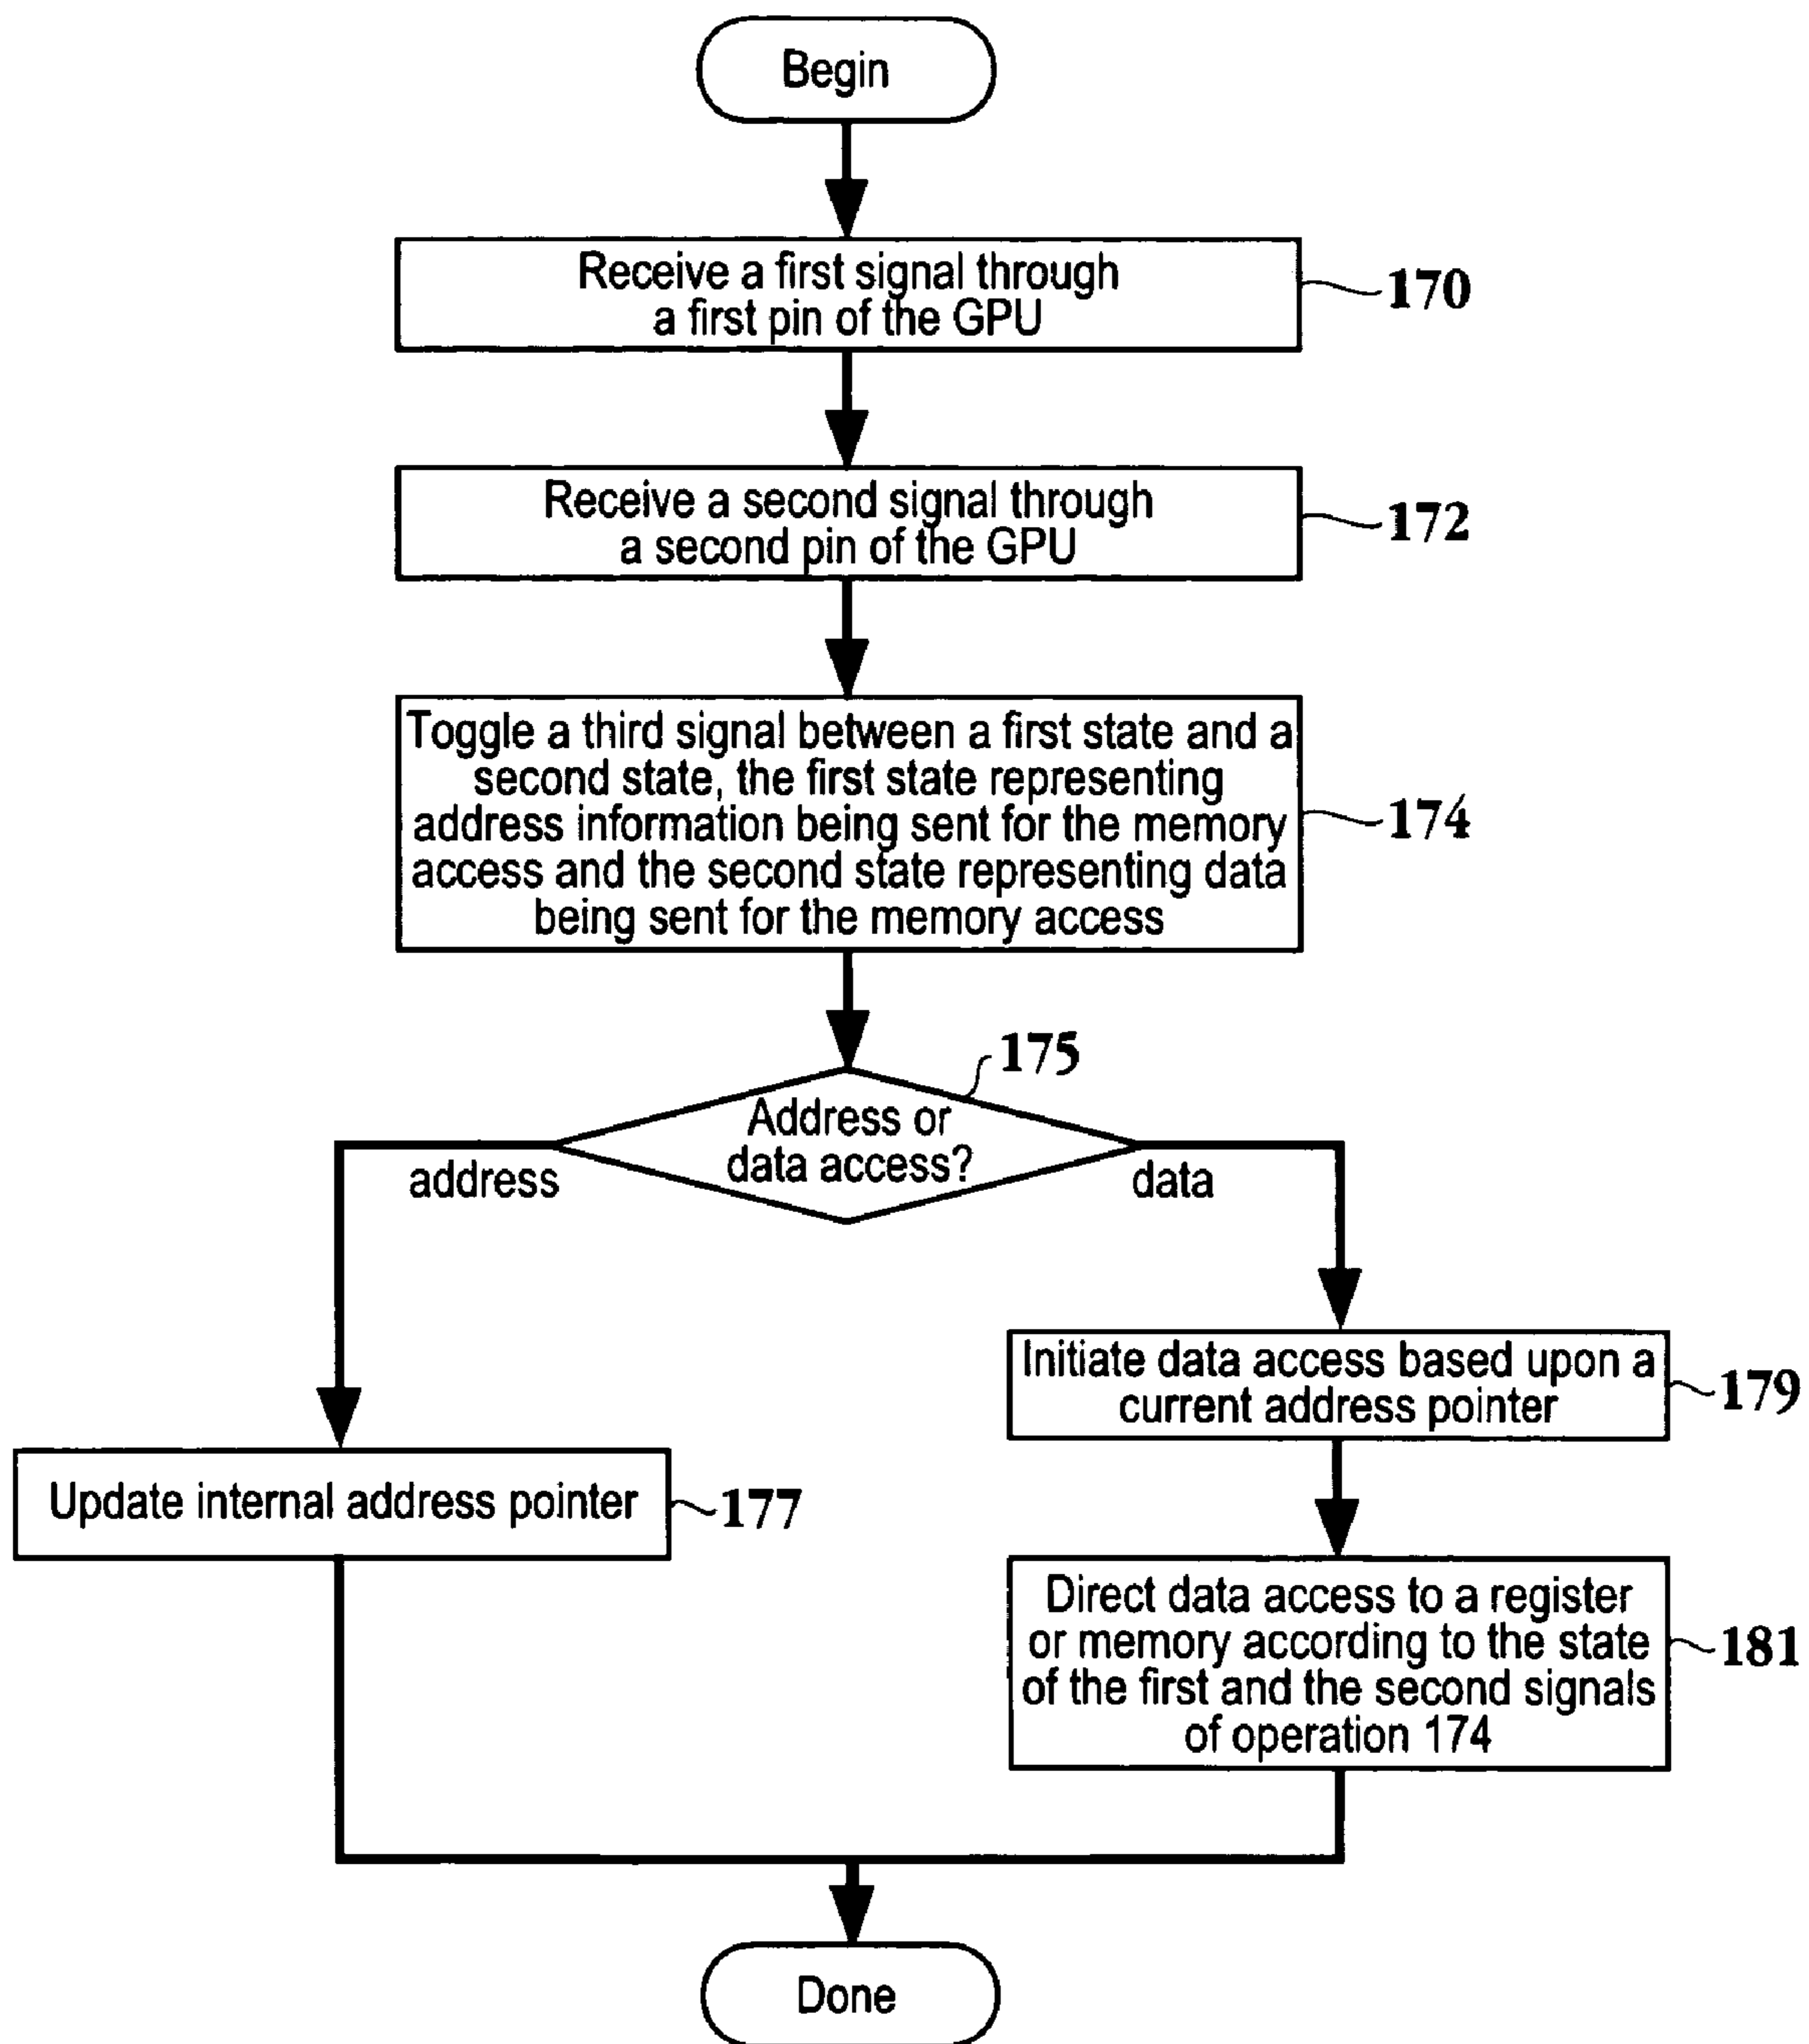 Begin
Receive a first signal through
a first pin of the GPU
170
Receive a second signal through
a second pin of the GPU
172
Toggle a third signal between a first state and a
second state, the first state representing
address information being sent for the memory
access and the second state representing data
being sent for the memory access
174
175
Address or
data access?
address
data
Initiate data access based upon a
current address pointer
179
Update internal address pointer
177
Direct data access to a register
or memory according to the state
of the first and the second signals
of operation 174
181
Done